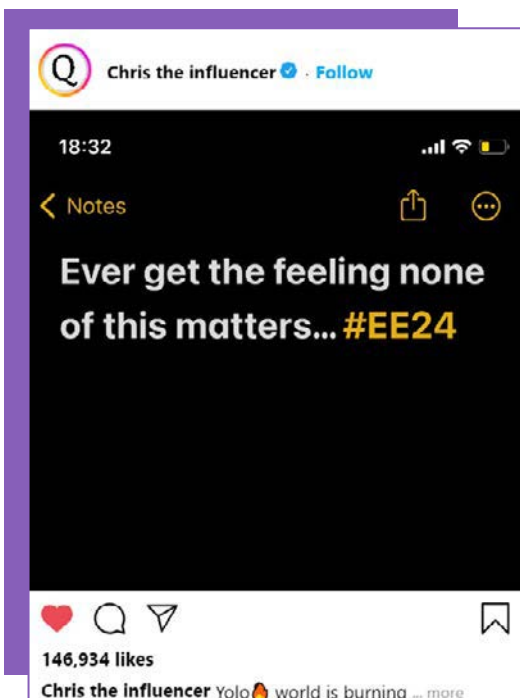 Q
Chris the influencer · Follow
18:32
Notes
Ever get the feeling none
of this matters... #EE24
146,934 likes
Chris the influencer Yolo🔥 world is burning ... more